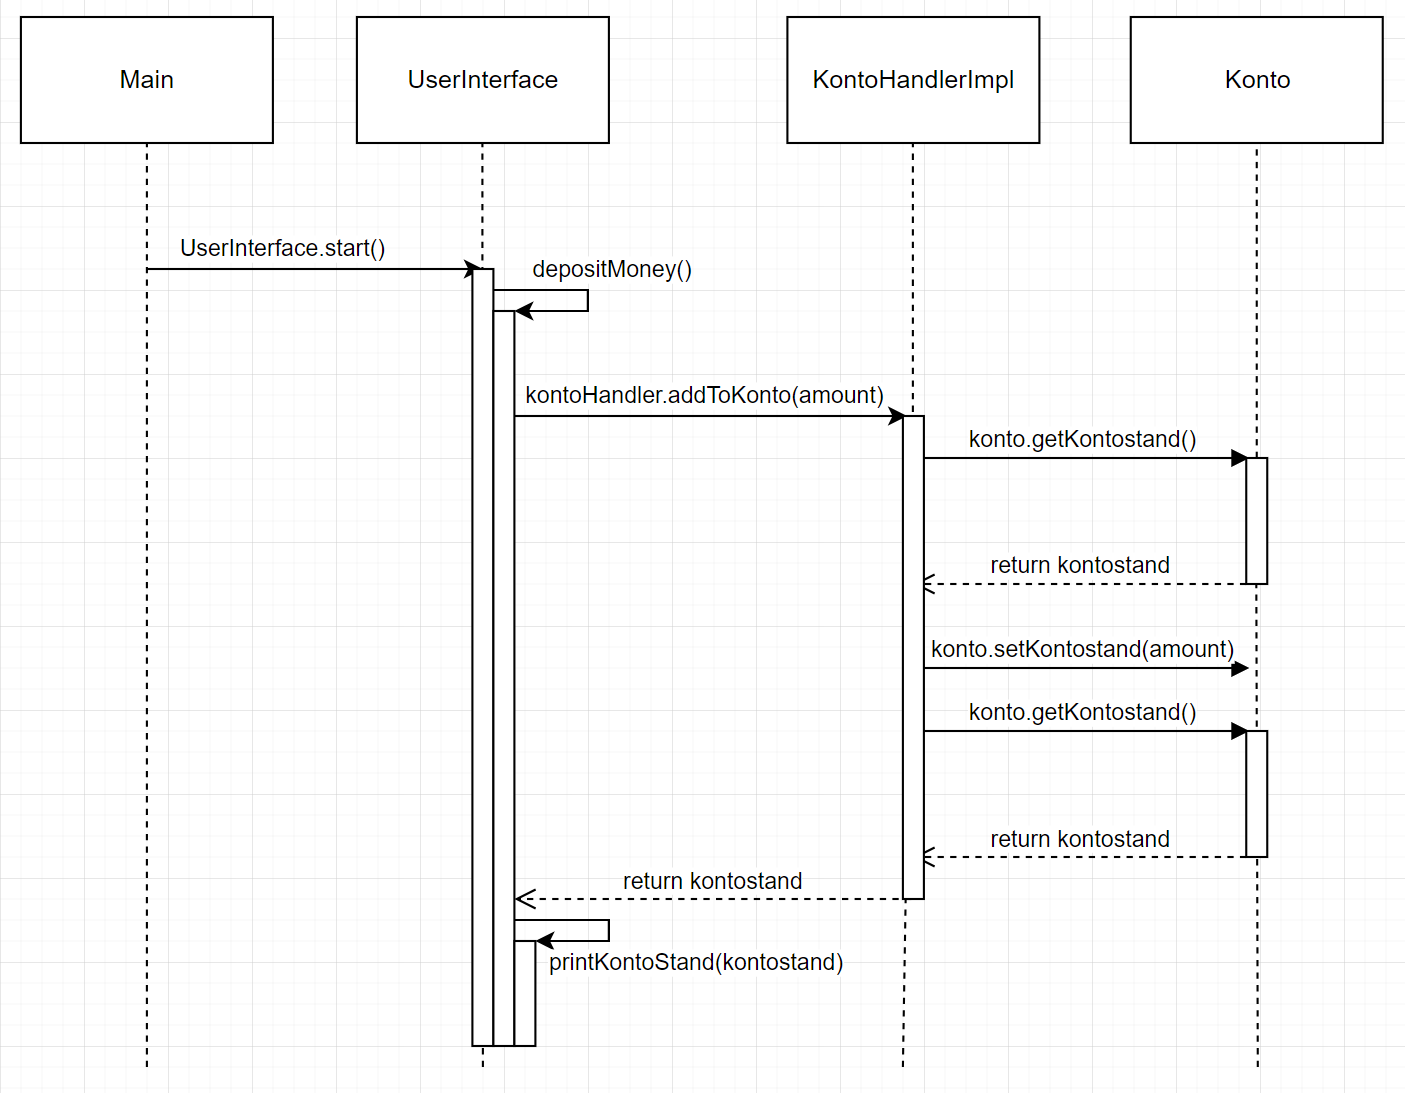 Main
UserInterface
KontoHandlerImpl
Konto
UserInterface.start()
depositMoney()
kontoHandler.addToKonto(amount)
konto.getKontostand()
return kontostand
konto.setKontostand(amount)
konto.getKontostand()
return kontostand
return kontostand
printKontoStand(kontostand)